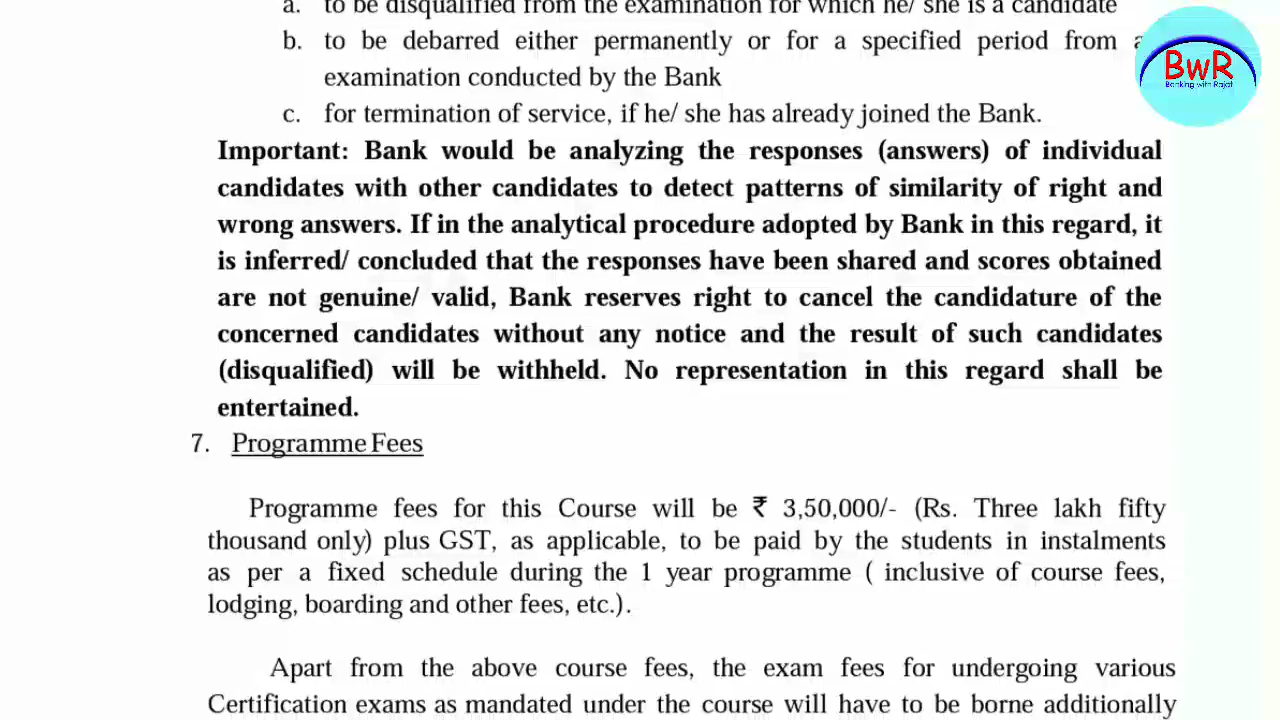 a. to be disqualified from the examination for which he/ she is a candidate
b. to be debarred either permanently or for a specified period from
examination conducted by the Bank
c. for termination of service, if he/ she has already joined the Bank.
Important: Bank would be analyzing the responses (answers) of individual
candidates with other candidates to detect patterns of similarity of right and
wrong answers. If in the analytical procedure adopted by Bank in this regard, it
is inferred/ concluded that the responses have been shared and scores obtained
are not genuine/ valid, Bank reserves right to cancel the candidature of the
concerned candidates without any notice and the result of such candidates
(disqualified) will be withheld. No representation in this regard shall be
entertained.
7. Programme Fees
Programme fees for this Course will be ₹ 3,50,000/- (Rs. Three lakh fifty
thousand only) plus GST, as applicable, to be paid by the students in instalments
as per a fixed schedule during the 1 year programme ( inclusive of course fees,
lodging, boarding and other fees, etc.).
Apart from the above course fees, the exam fees for undergoing various
Certification exams as mandated under the course will have to be borne additionally
BwR
Banking with Rajat